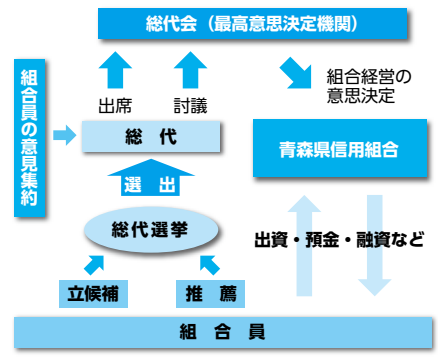 総代会（最高意思決定機関）
組合員の意見集約
出席
討議
組合経営の
意思決定
総代
青森県信用組合
選出
総代選挙
出資・預金・融資など
立候補
推薦
組合員